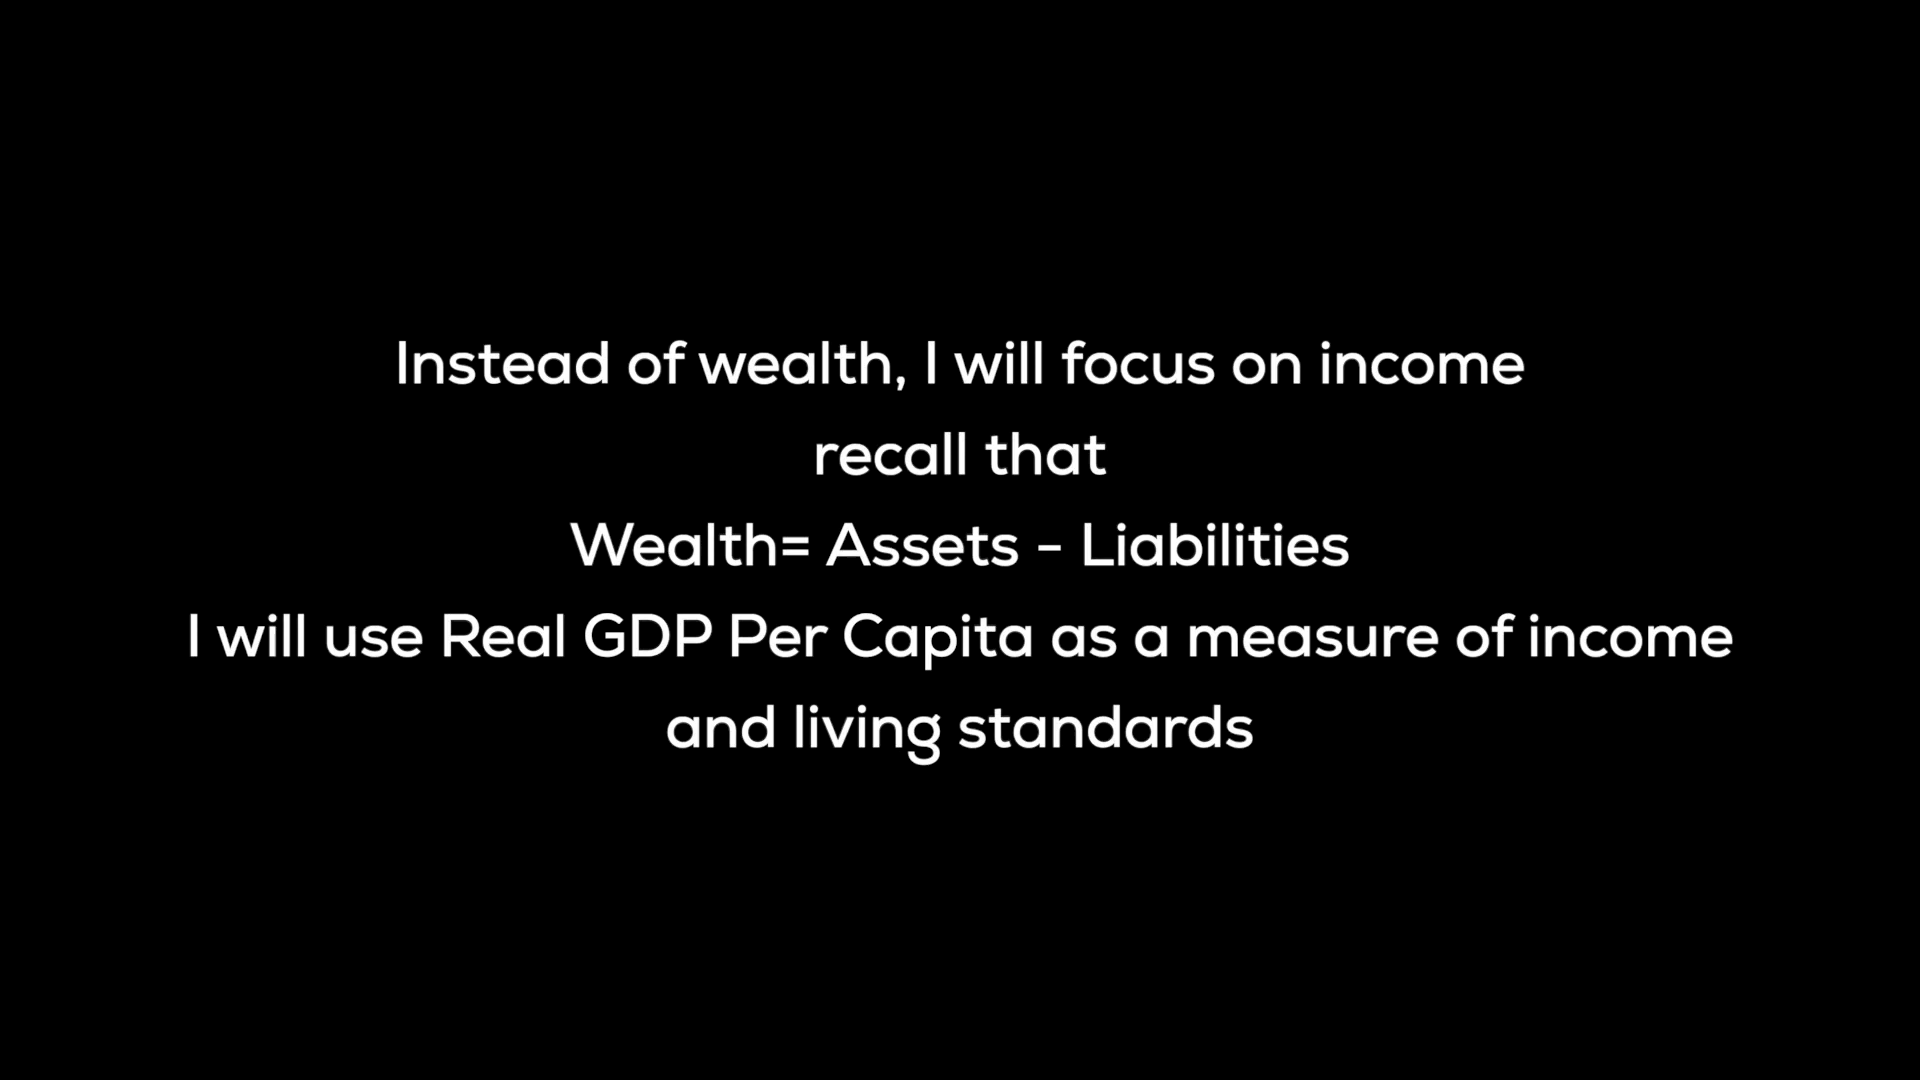 Instead of wealth, I will focus on income
recall that
Wealth= Assets - Liabilities
I will use Real GDP Per Capita as a measure of income
and living standards